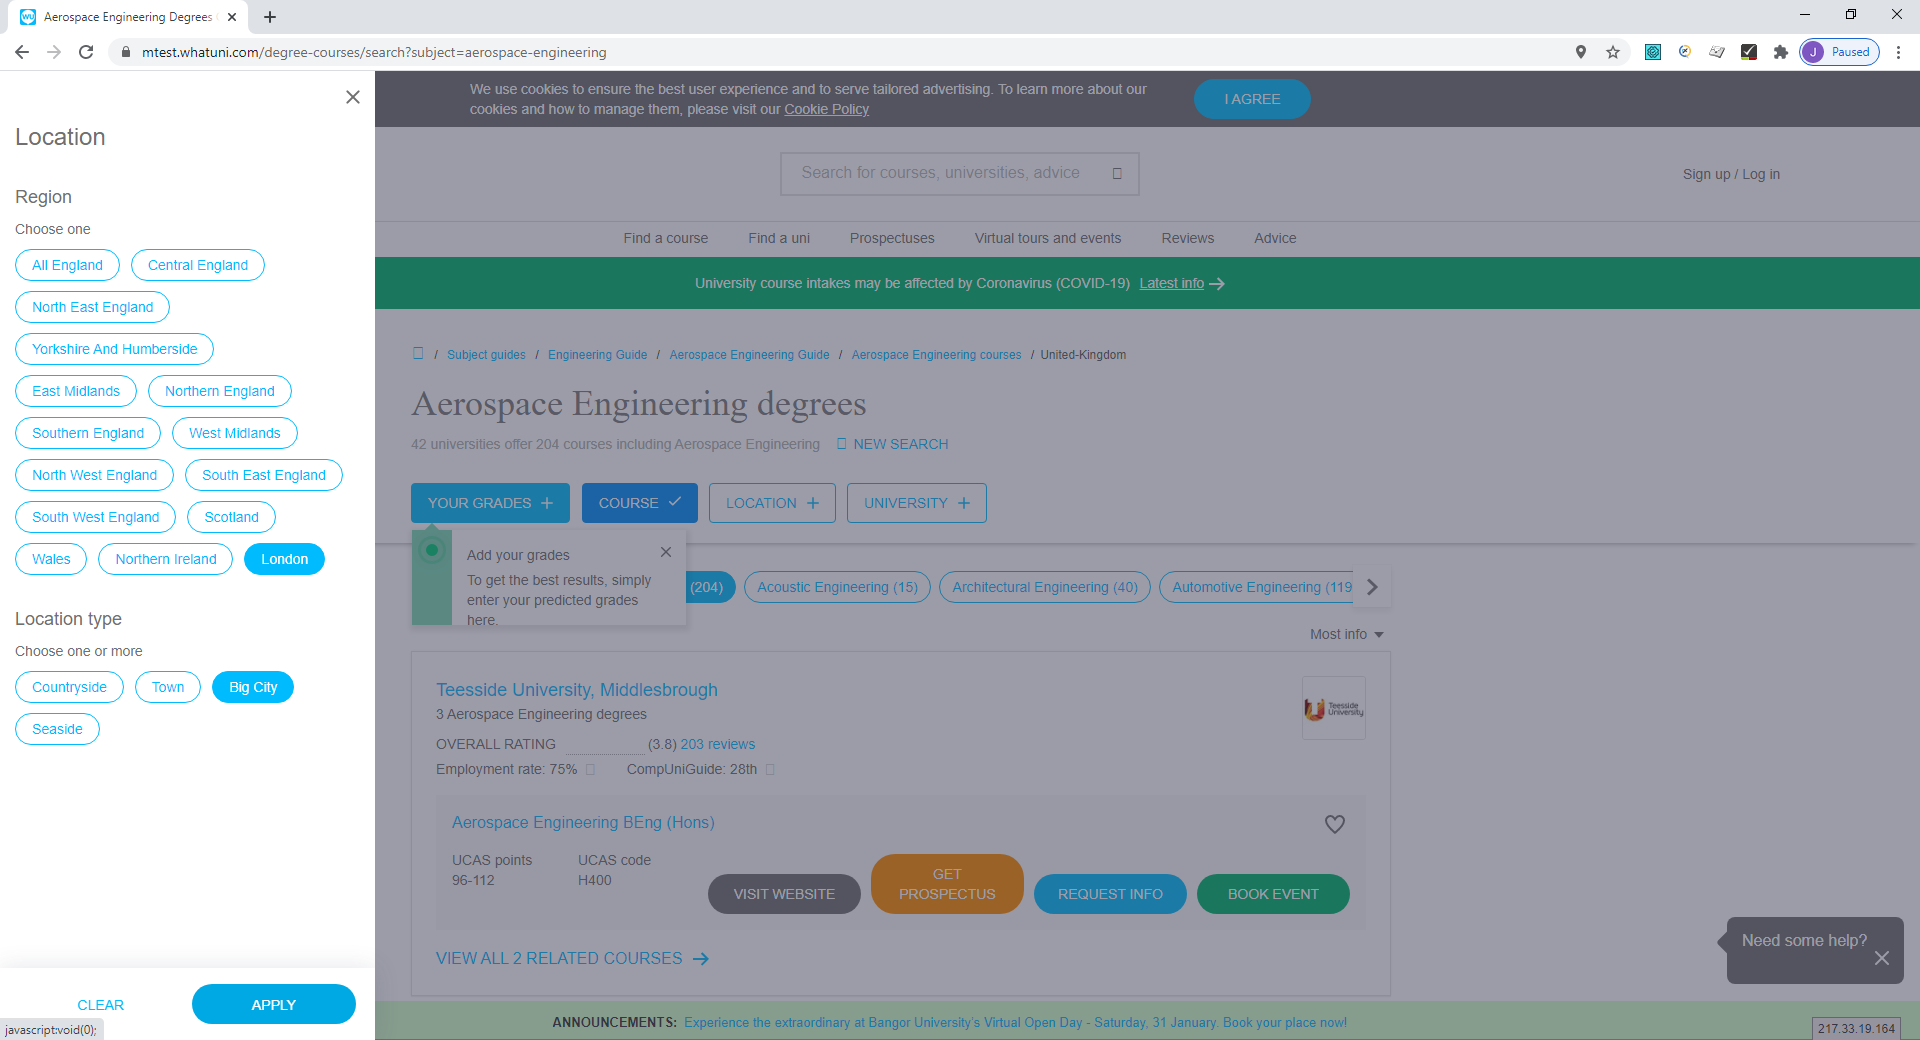 Aerospace Engineering Degrees
mtest.whatuni.com/degree-courses/search?subject=aerospace-engineering
J Paused
Location
Region
Choose one
All England Central England
North East England
Yorkshire And Humberside
East Midlands Northern England
Southern England West Midlands
North West England South East England
South West England Scotland
Wales Northern Ireland London
Location type
Choose one or more
Countryside Town Big City
Seaside
CLEAR APPLY
javascript:void(0);
We use cookies to ensure the best user experience and to serve tailored advertising. To learn more about our
cookies and how to manage them, please visit our Cookie Policy
I AGREE
Search for courses, universities, advice
Sign up / Log in
Find a course Find a uni Prospectuses Virtual tours and events Reviews Advice
University course intakes may be affected by Coronavirus (COVID-19) Latest info
/ Subject guides / Engineering Guide / Aerospace Engineering Guide / Aerospace Engineering courses / United-Kingdom
Aerospace Engineering degrees
42 universities offer 204 courses including Aerospace Engineering NEW SEARCH
YOUR GRADES COURSE LOCATION UNIVERSITY
Add your grades
To get the best results, simply
enter your predicted grades
here.
(204) Acoustic Engineering (15) Architectural Engineering (40) Automotive Engineering (119
Most info
Teesside University, Middlesbrough
3 Aerospace Engineering degrees
OVERALL RATING (3.8) 203 reviews
Employment rate: 75% CompUniGuide: 28th
Teesside
University
Aerospace Engineering BEng (Hons)
UCAS points UCAS code
96-112 H400
VISIT WEBSITE
GET
PROSPECTUS
REQUEST INFO
BOOK EVENT
VIEW ALL 2 RELATED COURSES
Need some help?
ANNOUNCEMENTS: Experience the extraordinary at Bangor University's Virtual Open Day - Saturday, 31 January. Book your place now!
217.33.19.164